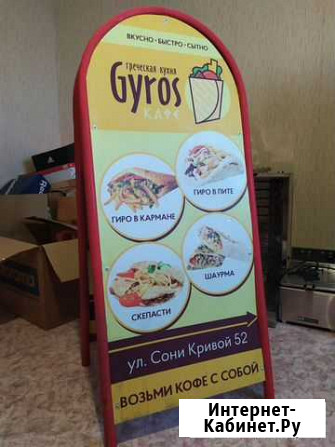 ВКУСНО • БЫСТРО • СЫТНО
греческая кухня
Gyros
КАФЕ
ГИРО В ПИТЕ
ГИРО В КАРМАНЕ
ШАУРМА
СКЕПАСТИ
ул. Сони Кривой 52
ВОЗЬМИ КОФЕ С СОБОЙ
Интернет-
Кабинет.Ру